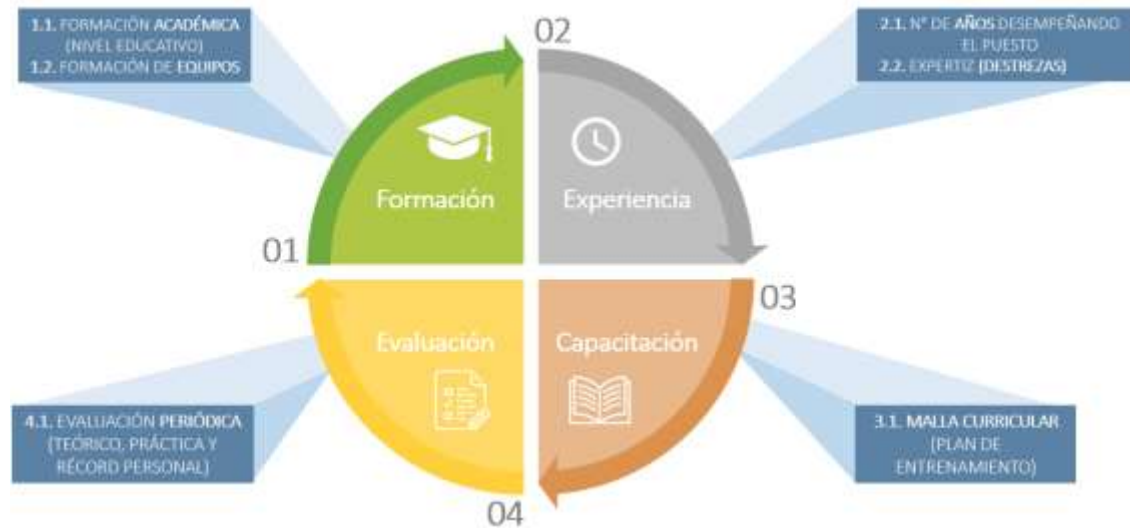 1.1. FORMACIÓN ACADÉMICA
(NIVEL EDUCATIVO)
1.2. FORMACIÓN DE EQUIPOS
02
2.1. N° DE AÑOS DESEMPEÑANDO
EL PUESTO
2.2. EXPERTIZ (DESTREZAS)
Formación
Experiencia
01
03
Evaluación
Capacitación
4.1. EVALUACIÓN PERIÓDICA
(TEÓRICO, PRÁCTICA Y
RÉCORD PERSONAL)
3.1. MALLA CURRICULAR
(PLAN DE
ENTRENAMIENTO)
04